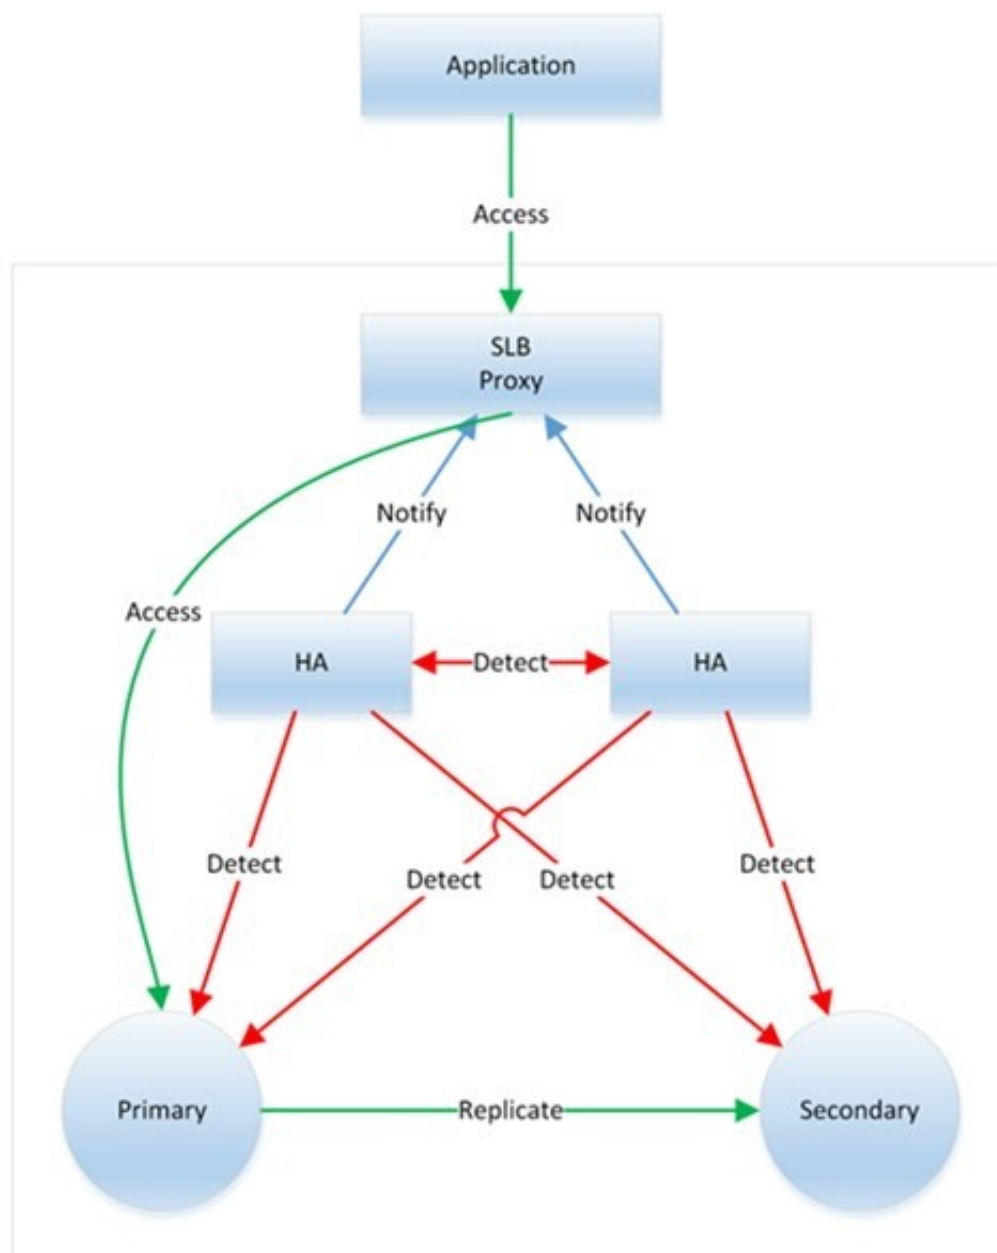 Application
Access
SLB
Proxy
Notify
Notify
Access
HA
Detect
HA
Detect
Detect
Detect
Detect
Primary
Replicate
Secondary